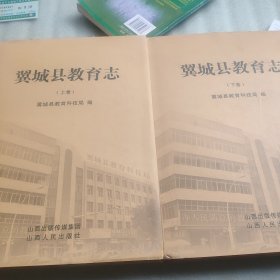 翼城县教育志
（上卷）
翼城县教育科技局 编
山西出版传媒集团
山西人民出版社
翼城县教育志
（下卷）
翼城县教育科技局 编
山西出版传媒集团
山西人民出版社